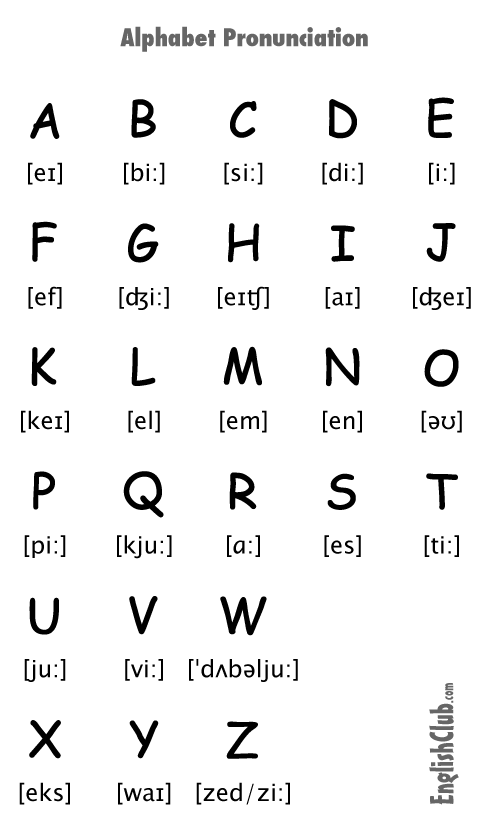 Alphabet Pronunciation
A B C D E
[eɪ] [bi:] [si:] [di:] [i:]
F G H I J
[ef] [ʤi:] [eɪʧ] [aɪ] [ʤeɪ]
K L M N O
[keɪ] [el] [em] [en] [əʊ]
P Q R S T
[pi:] [kju:] [ɑ:] [es] [ti:]
U V W
[ju:] [vi:] [ˈdʌbəlju:]
X Y Z
[eks] [waɪ] [zed/zi:]
EnglishClub.com